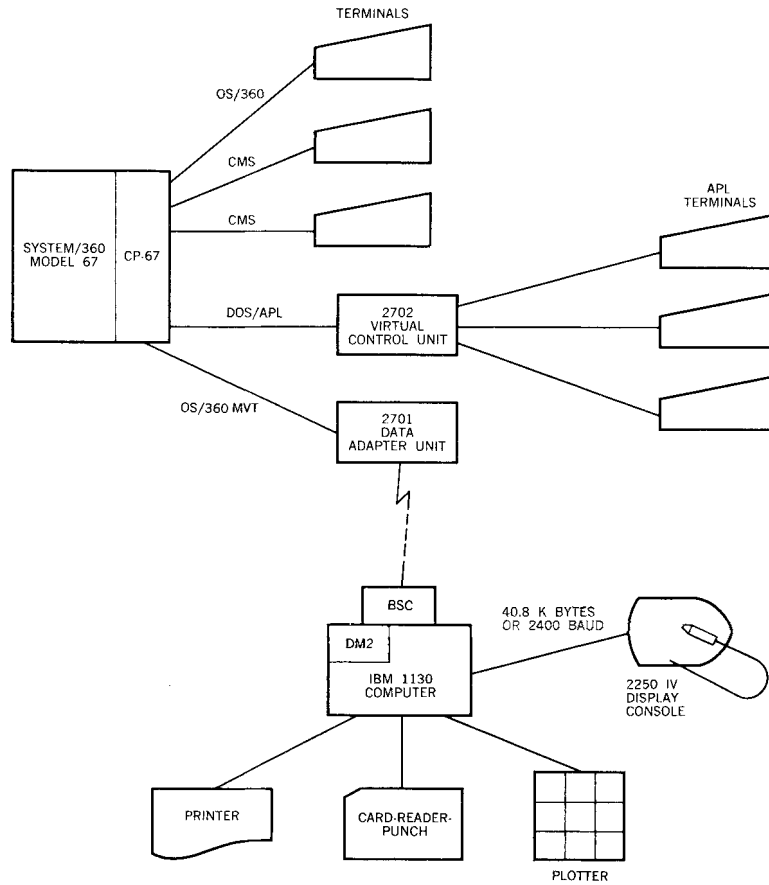 TERMINALS
OS/360
CMS
CMS
SYSTEM/360
MODEL 67
CP-67
APL
TERMINALS
DOS/APL
2702
VIRTUAL
CONTROL UNIT
OS/360 MVT
2701
DATA
ADAPTER UNIT
BSC
DM2
IBM 1130
COMPUTER
40.8 K BYTES
OR 2400 BAUD
2250 IV
DISPLAY
CONSOLE
PRINTER
CARD-READER-
PUNCH
PLOTTER